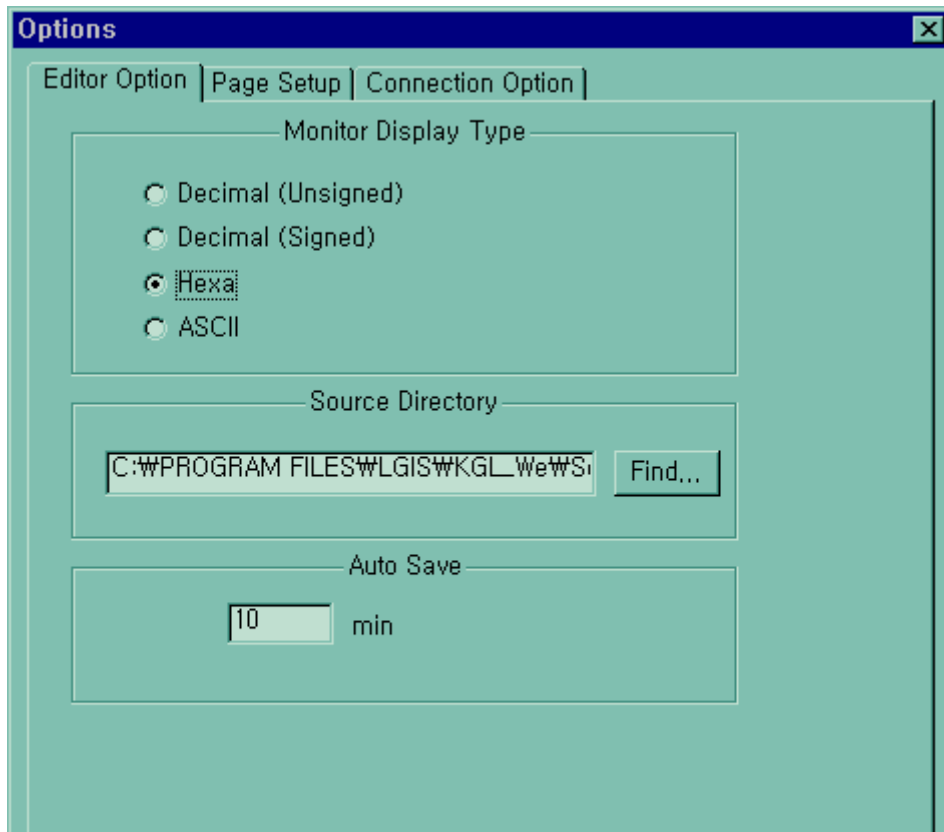 Options
Editor Option Page Setup Connection Option
Monitor Display Type
Decimal (Unsigned)
Decimal (Signed)
Hexa
ASCII
Source Directory
C:₩PROGRAM FILES₩LGIS₩KGL_We₩S
Find...
Auto Save
10 min